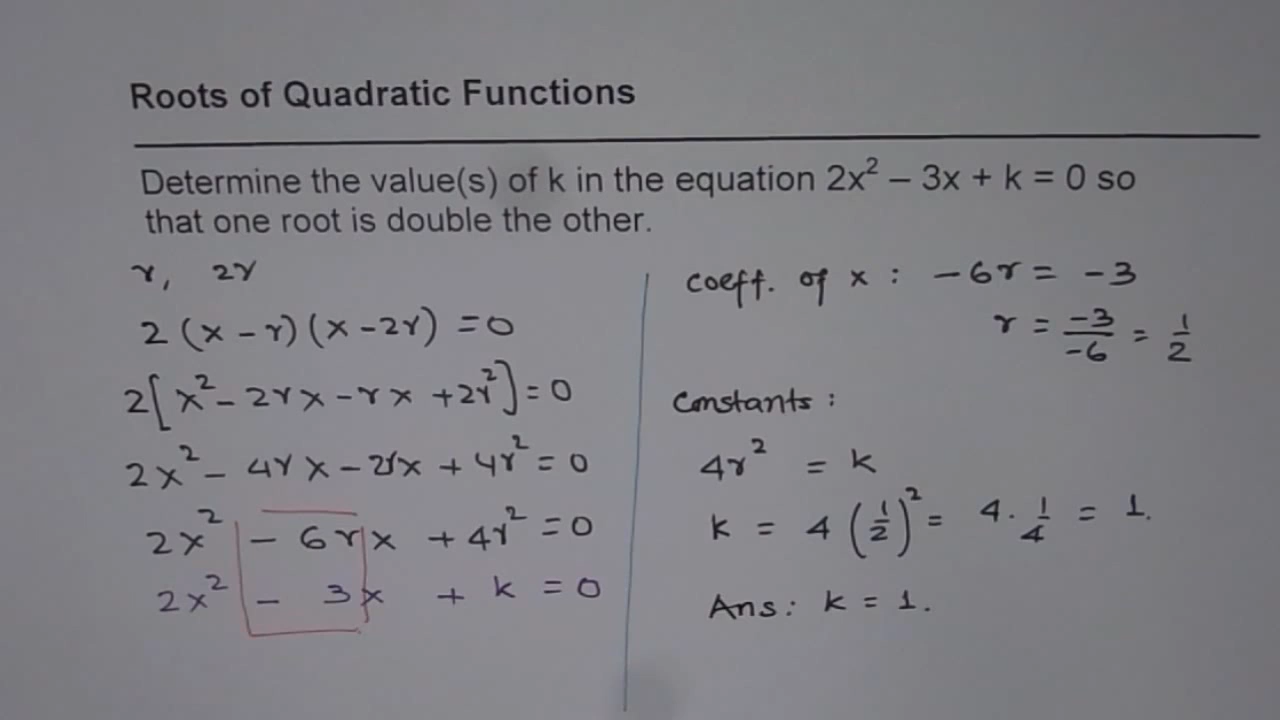 Roots of Quadratic Functions
Determine the value(s) of k in the equation 2x² – 3x + k = 0 so
that one root is double the other.
r, 2r
2 (x – r) (x – 2r) = 0
2[x² – 2rx – rx + 2r²] = 0
2x² – 4rx – 2rx + 4r² = 0
2x² – 6rx + 4r² = 0
2x² – 3x + k = 0
coeff. of x : –6r = –3
r = –3/–6 = 1/2
Constants :
4r² = k
k = 4 (1/2)² = 4 · 1/4 = 1.
Ans: k = 1.